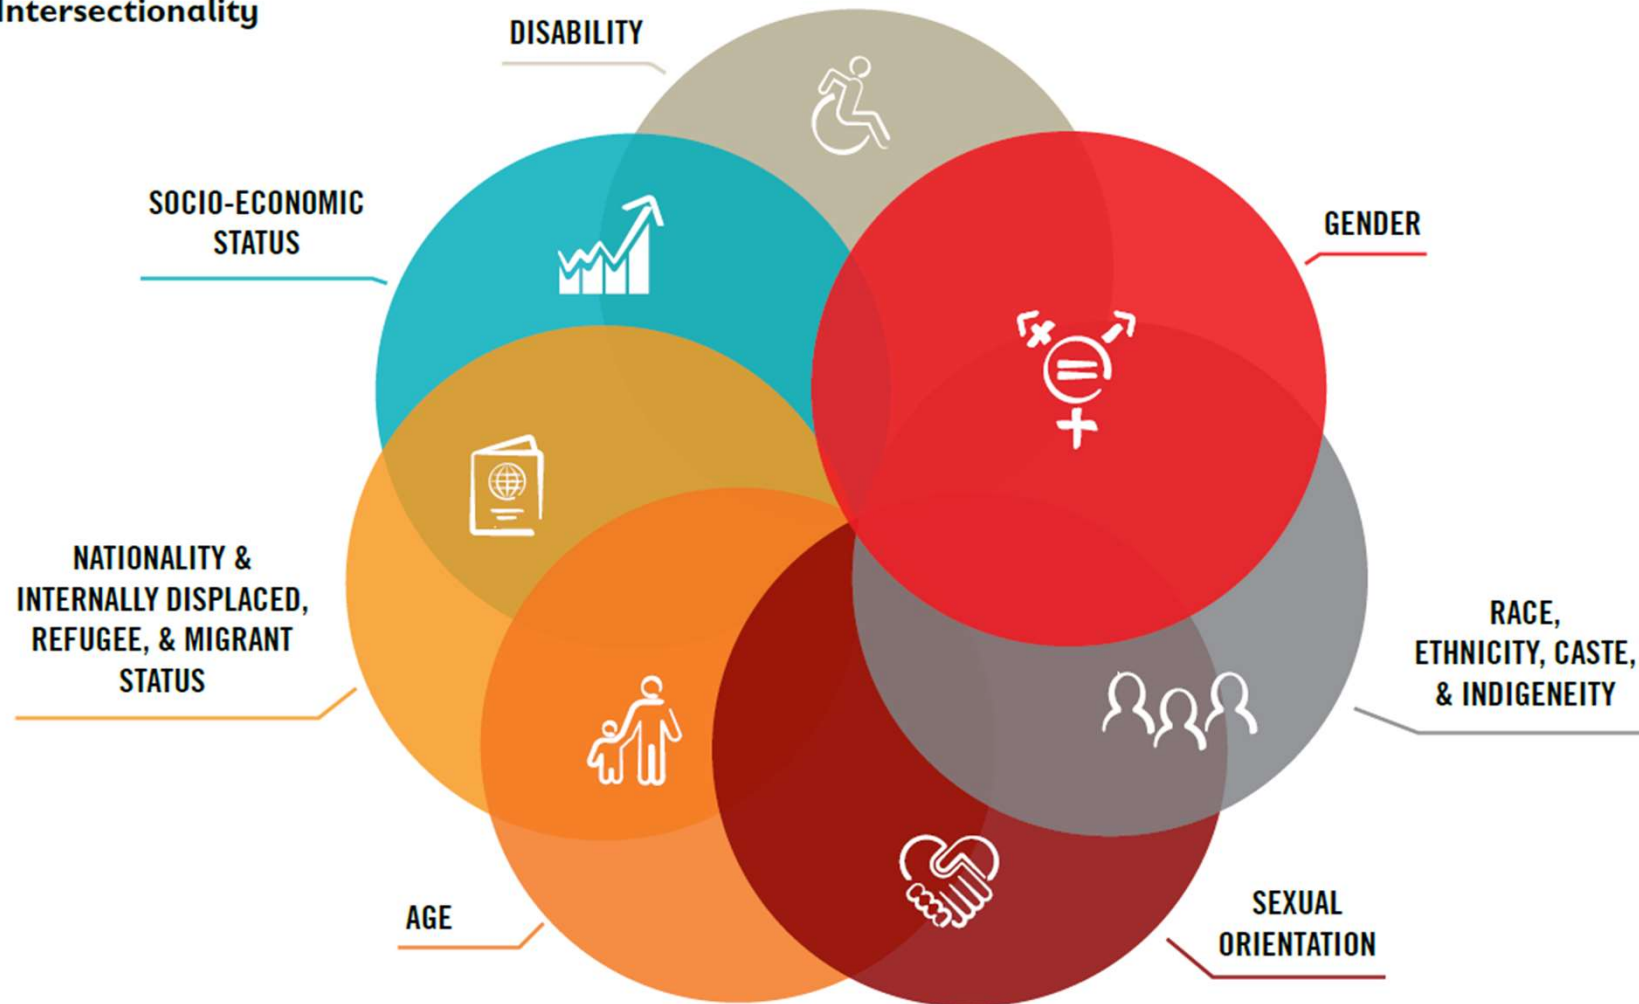 Intersectionality
DISABILITY
SOCIO-ECONOMIC
STATUS
GENDER
NATIONALITY &
INTERNALLY DISPLACED,
REFUGEE, & MIGRANT
STATUS
RACE,
ETHNICITY, CASTE,
& INDIGENEITY
AGE
SEXUAL
ORIENTATION